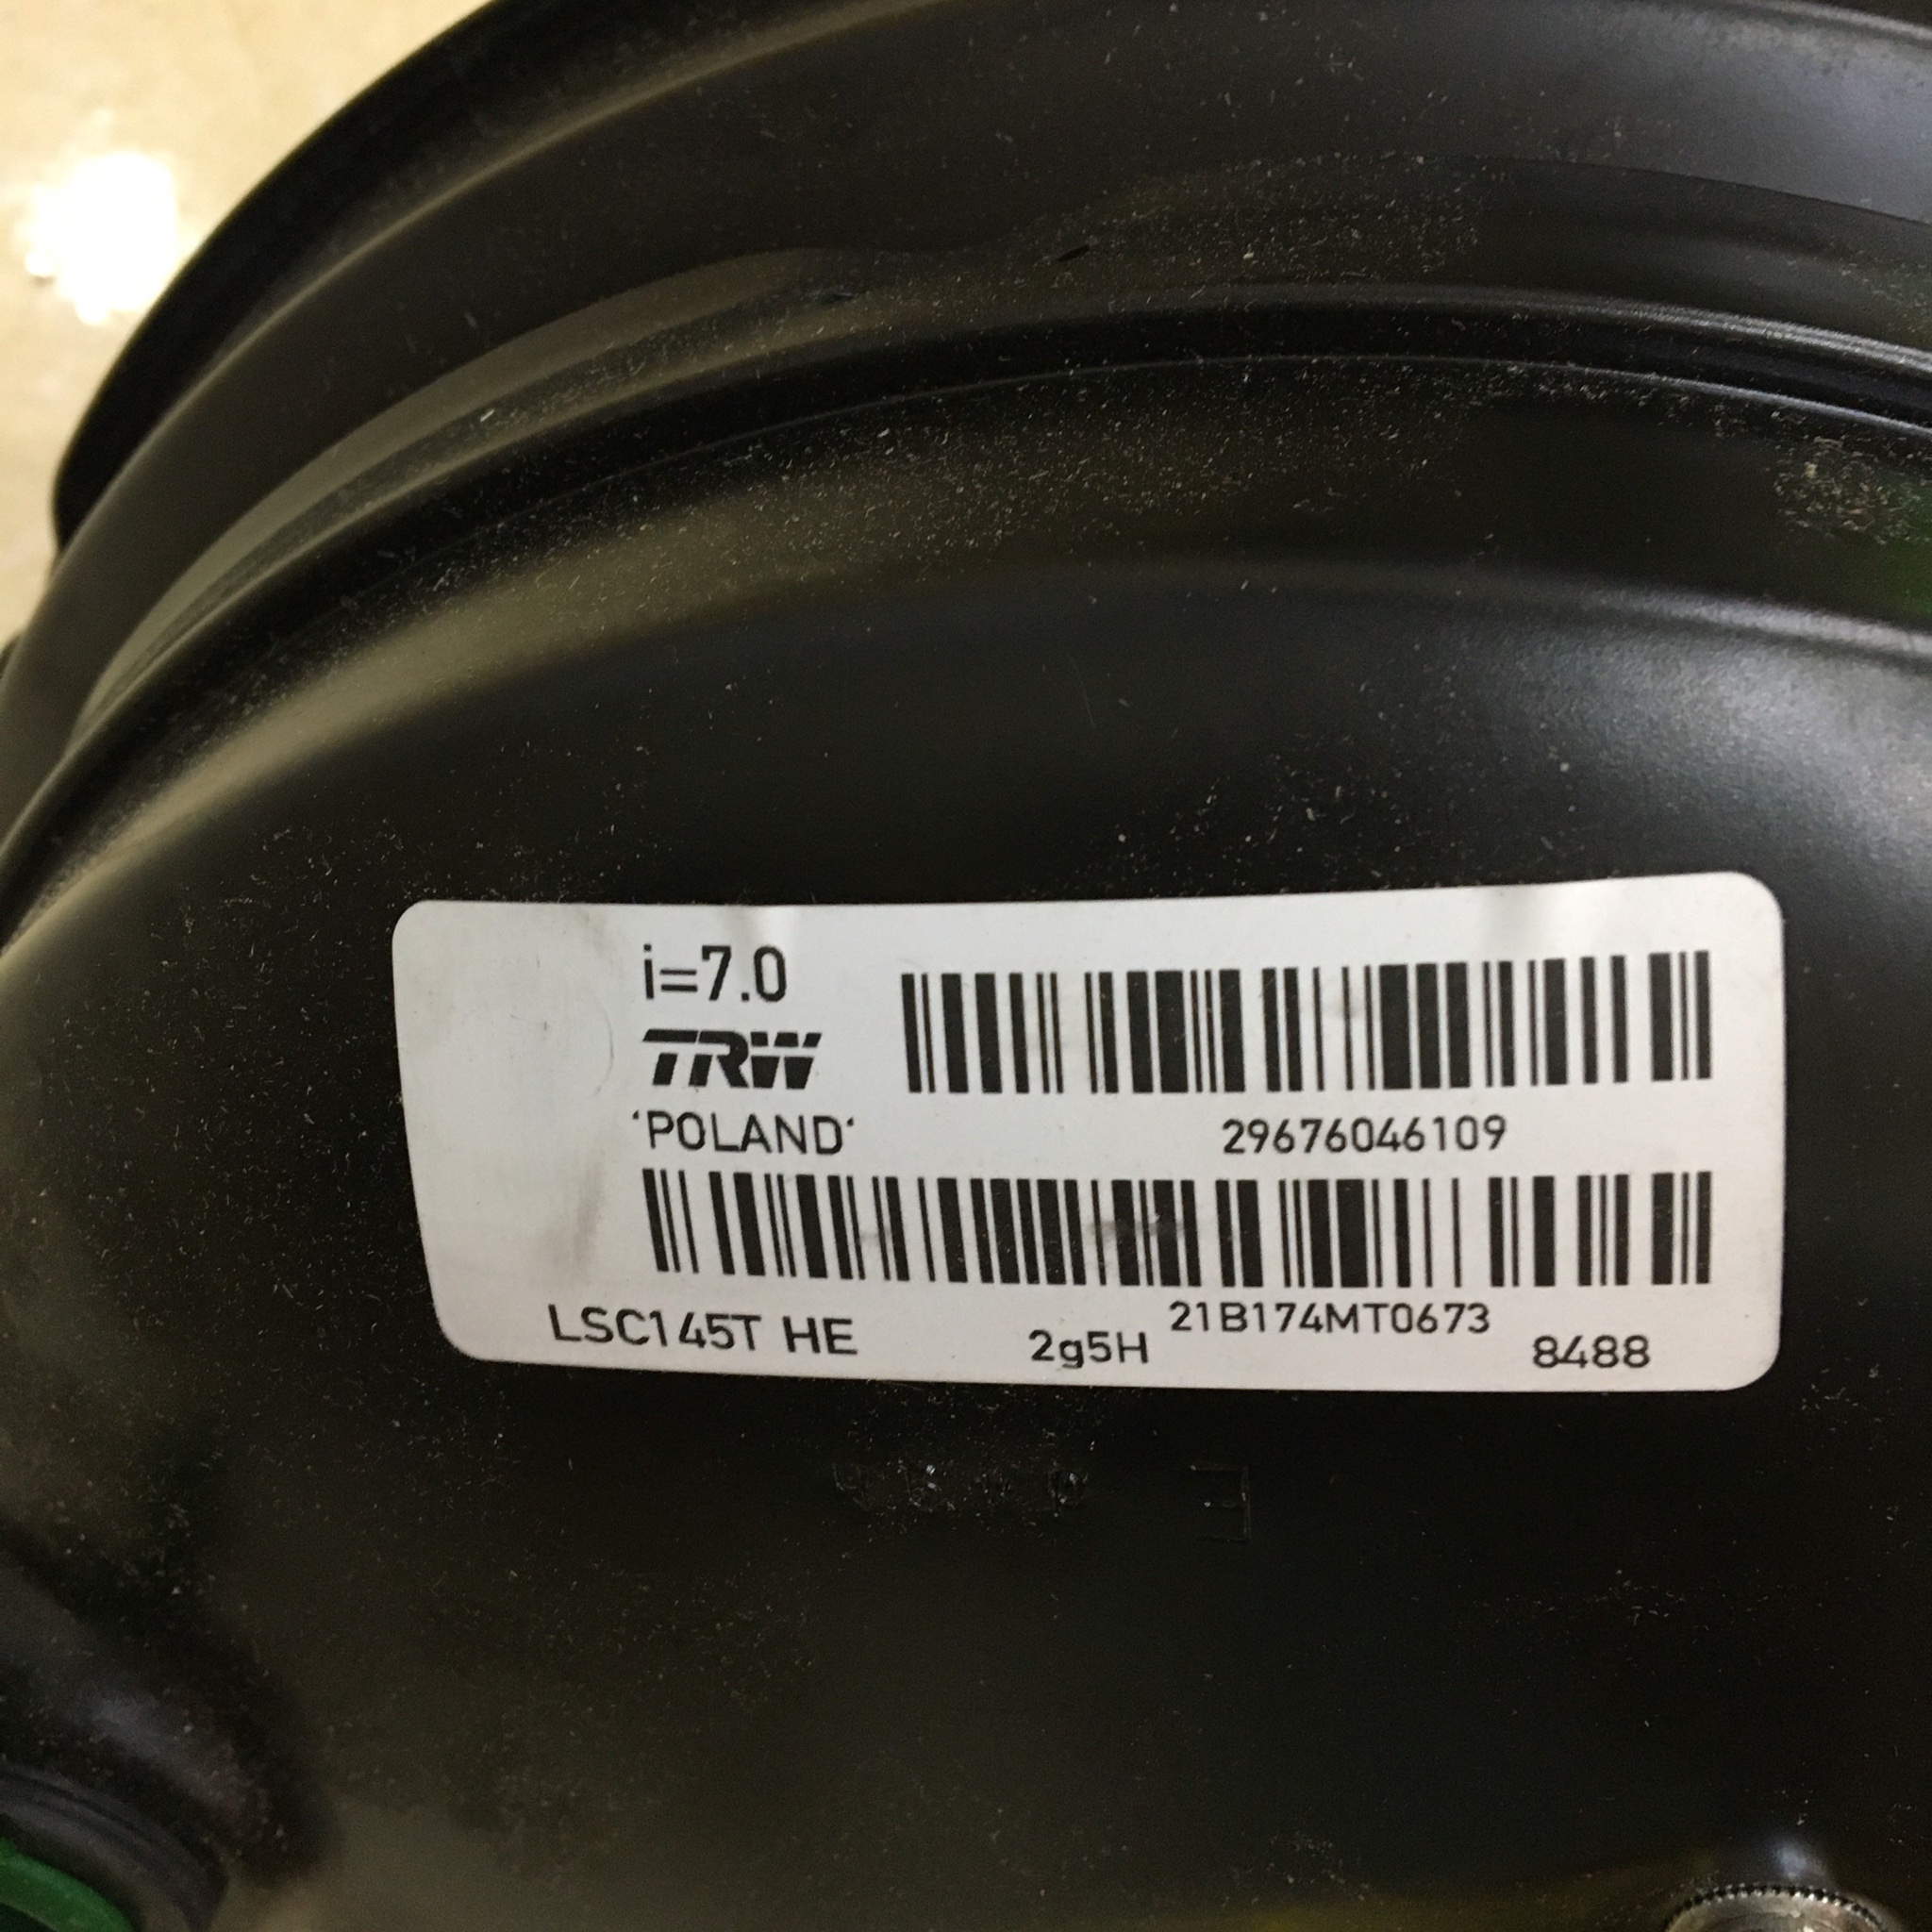 i=7.0
TRW
'POLAND'
29676046109
LSC145T HE
2g5H
21B174MT0673
8488